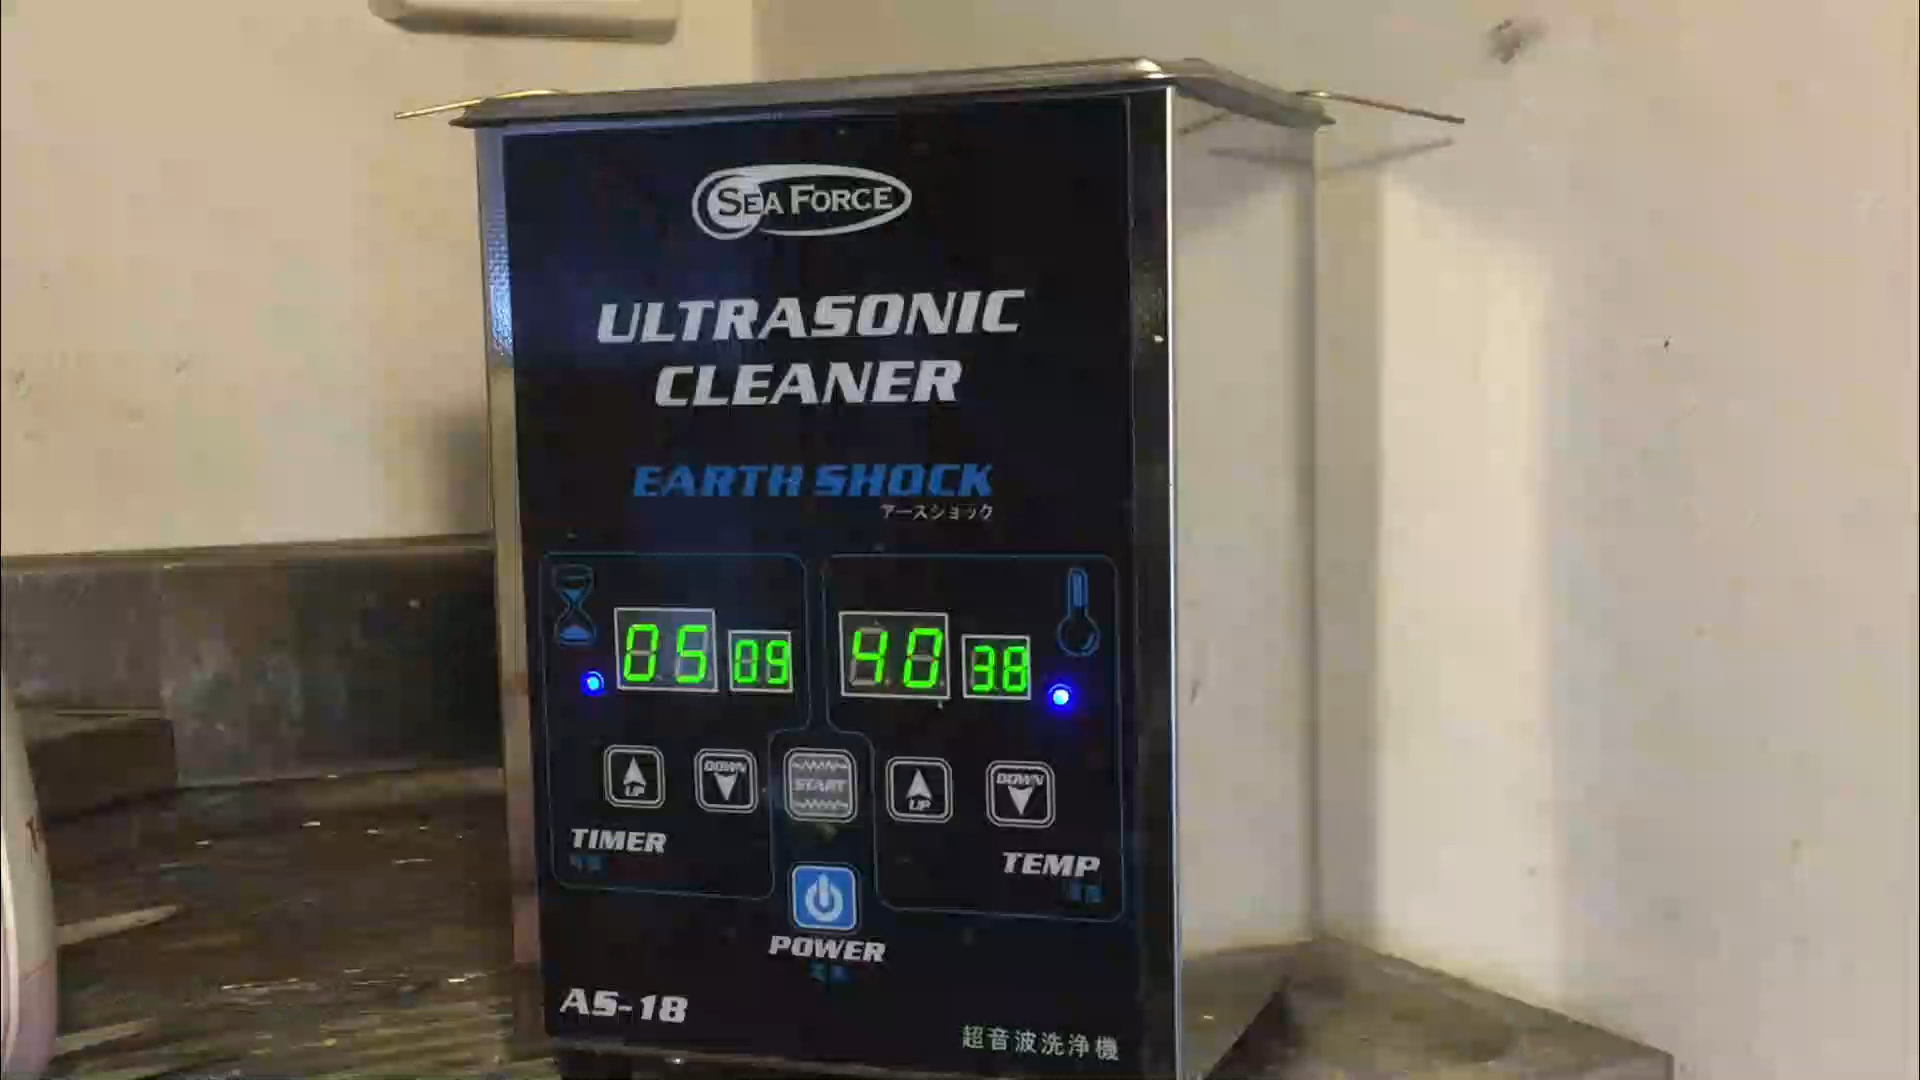 SEA FORCE
ULTRASONIC
CLEANER
EARTH SHOCK
アースショック
05 09 40 38
UP DOWN START UP DOWN
TIMER
TEMP
POWER
AS-18
超音波洗浄機